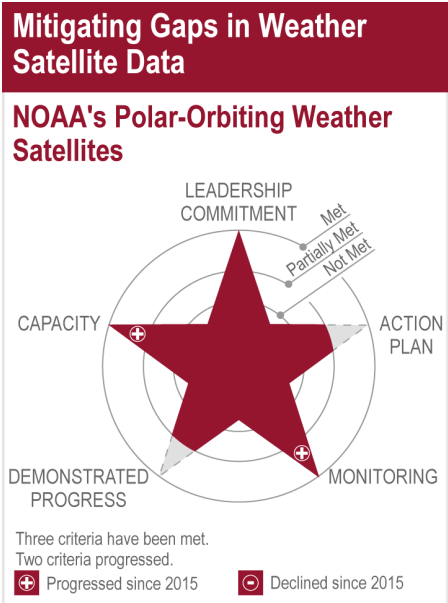 Mitigating Gaps in Weather
Satellite Data
NOAA's Polar-Orbiting Weather
Satellites
LEADERSHIP
COMMITMENT
Met
Partially Met
Not Met
CAPACITY
ACTION
PLAN
DEMONSTRATED
PROGRESS
MONITORING
Three criteria have been met.
Two criteria progressed.
Progressed since 2015
Declined since 2015